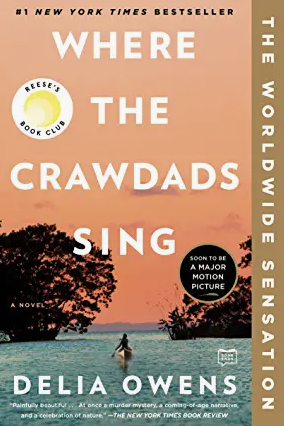 #1 NEW YORK TIMES BESTSELLER
WHERE
THE
CRAWDADS
SING
REESE'S
BOOK CLUB
THE WORLDWIDE SENSATION
SOON TO BE
A MAJOR
MOTION
PICTURE
A NOVEL
DELIA OWENS
"Painfully beautiful . . . At once a murder mystery, a coming-of-age narrative,
and a celebration of nature." —THE NEW YORK TIMES BOOK REVIEW